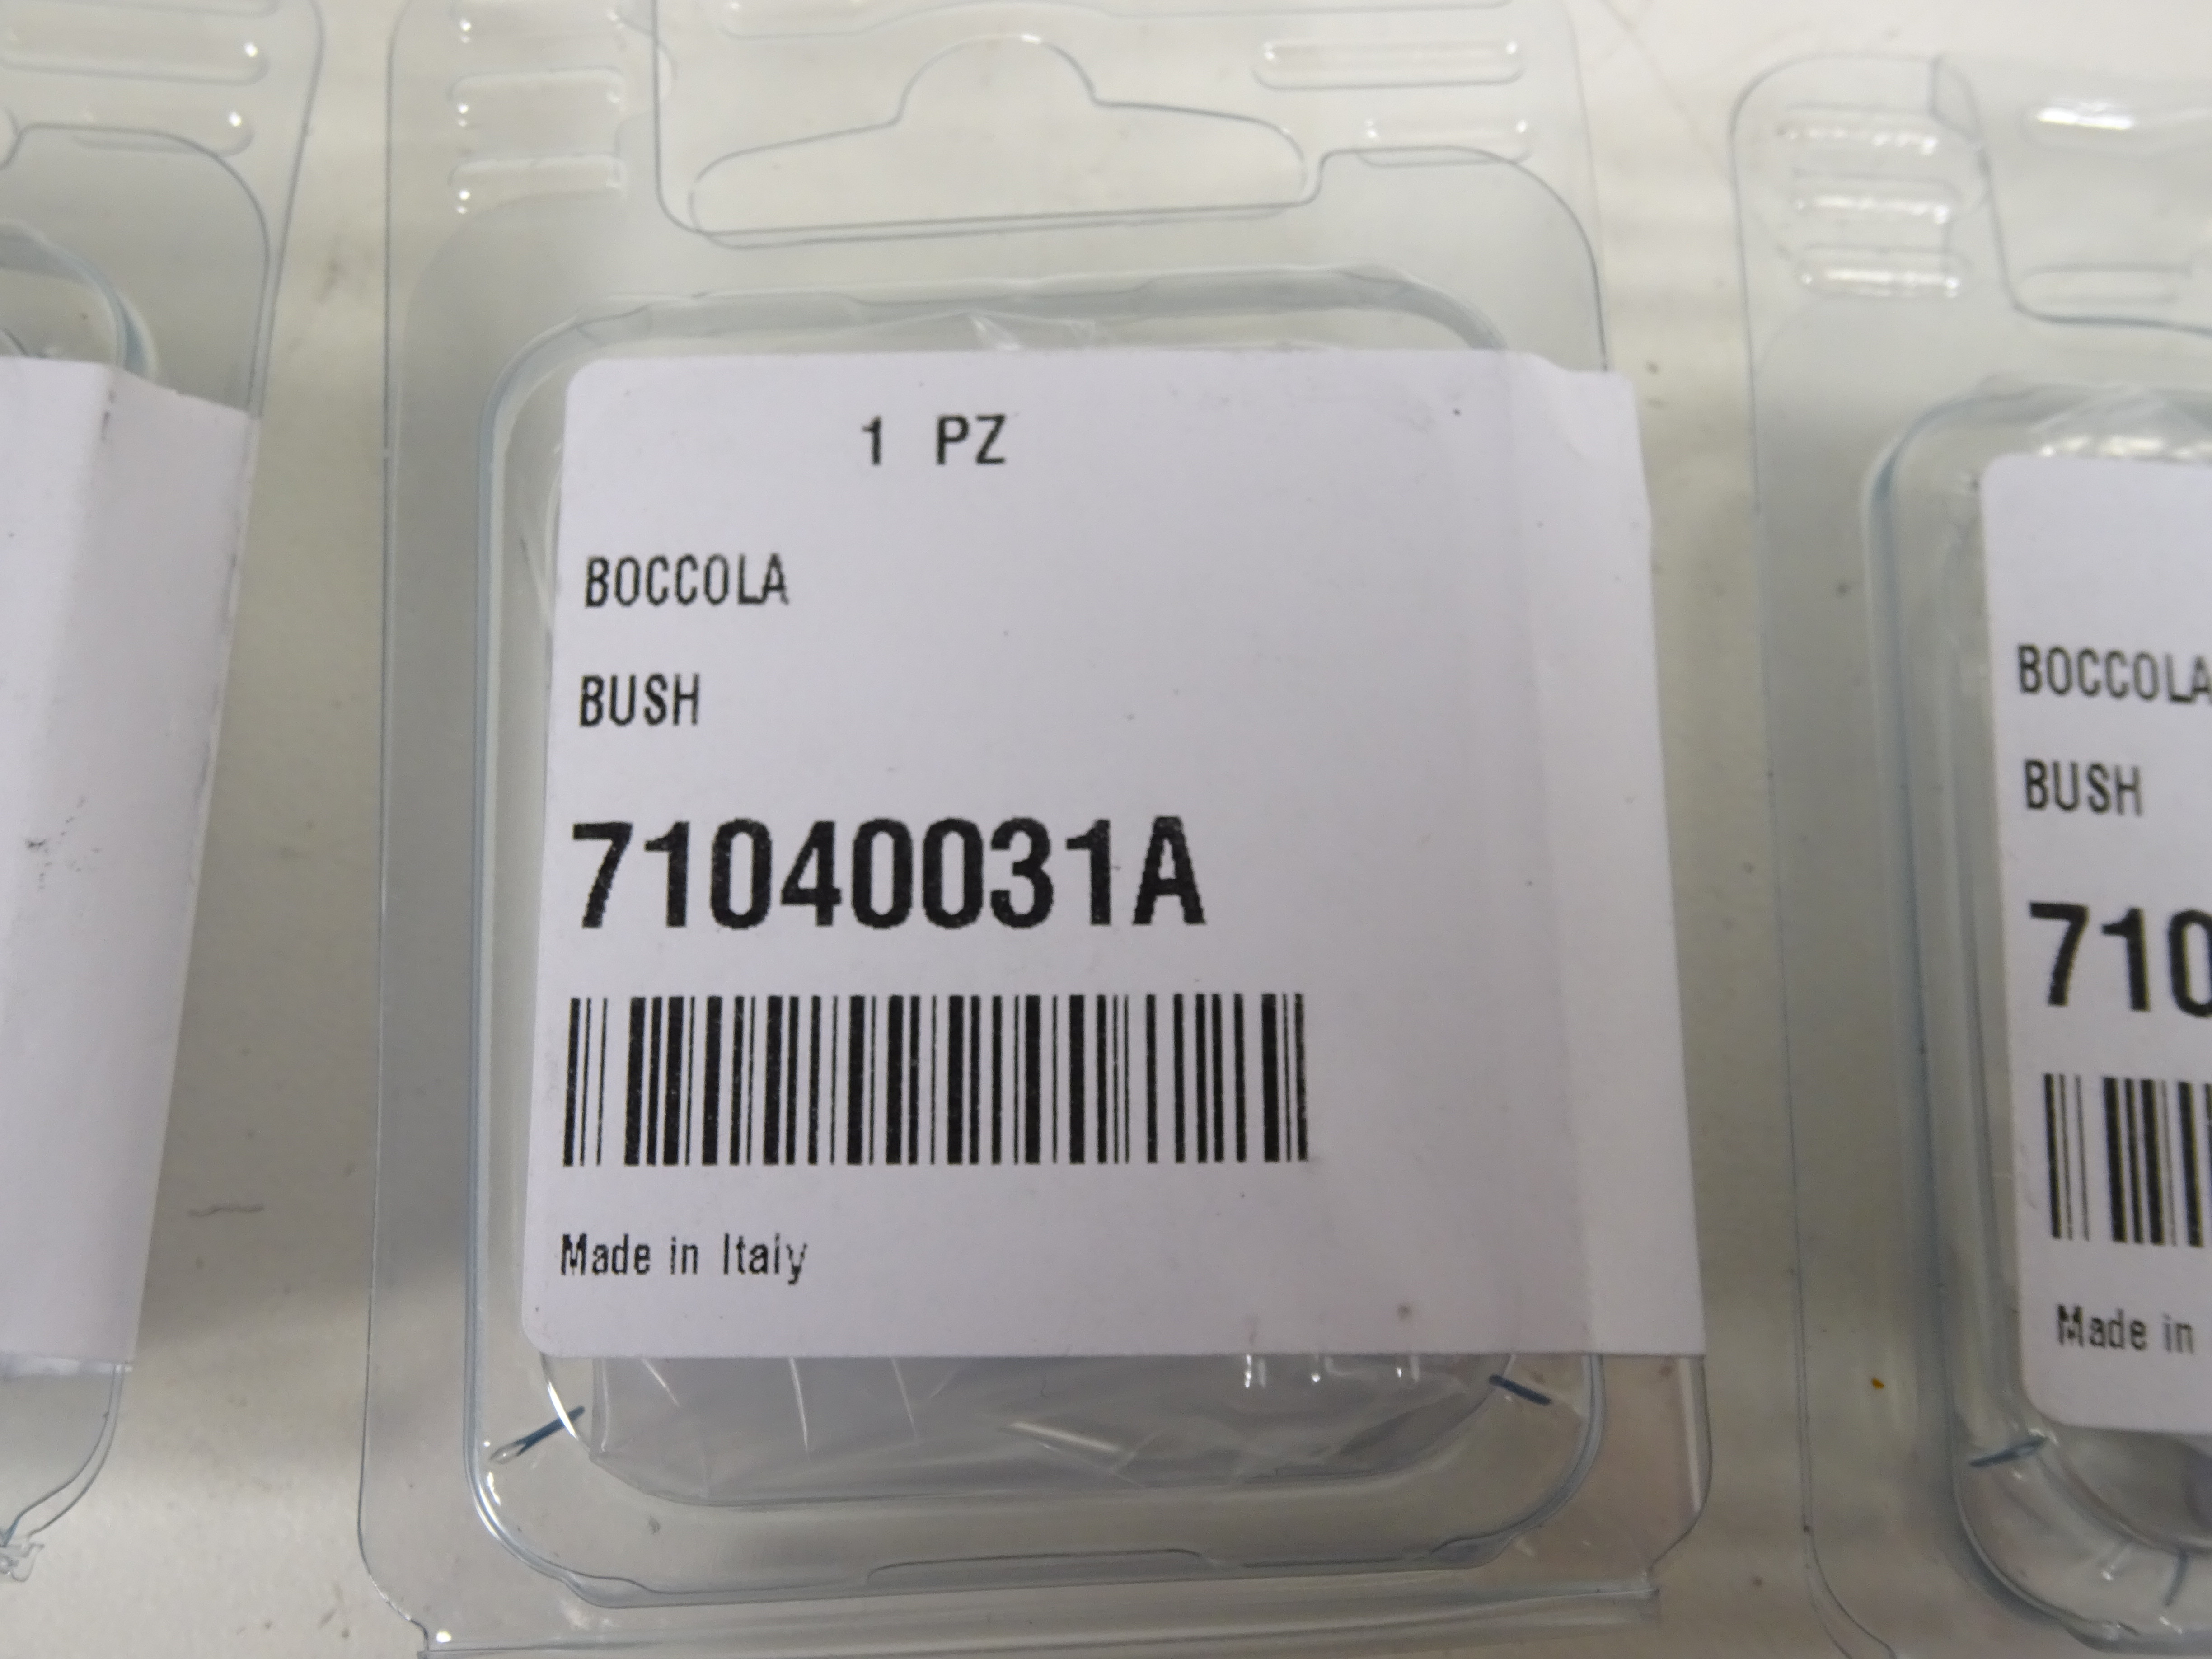 1 PZ
BOCCOLA
BUSH
71040031A
Made in Italy
BOCCOLA
BUSH
710
Made in